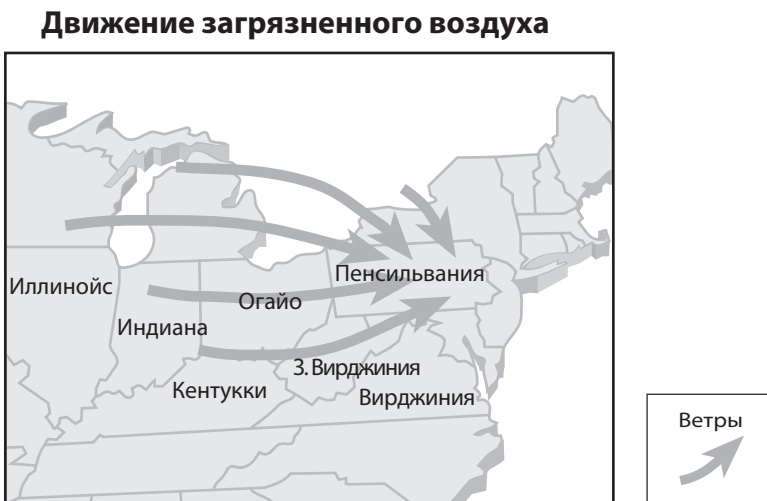 Движение загрязненного воздуха
Пенсильвания
Иллинойс
Огайо
Индиана
З. Вирджиния
Кентукки
Вирджиния
Ветры